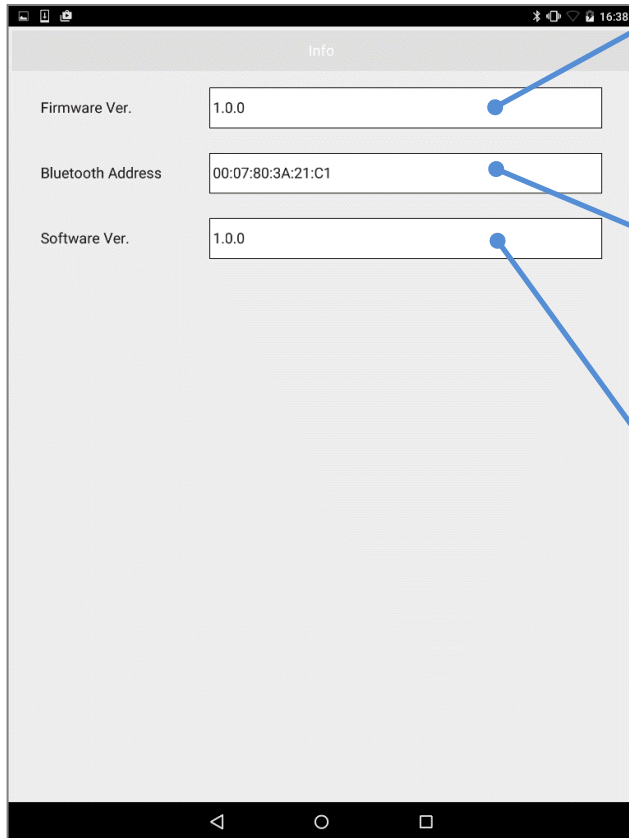 16:38
Info
Firmware Ver. 1.0.0
Bluetooth Address 00:07:80:3A:21:C1
Software Ver. 1.0.0